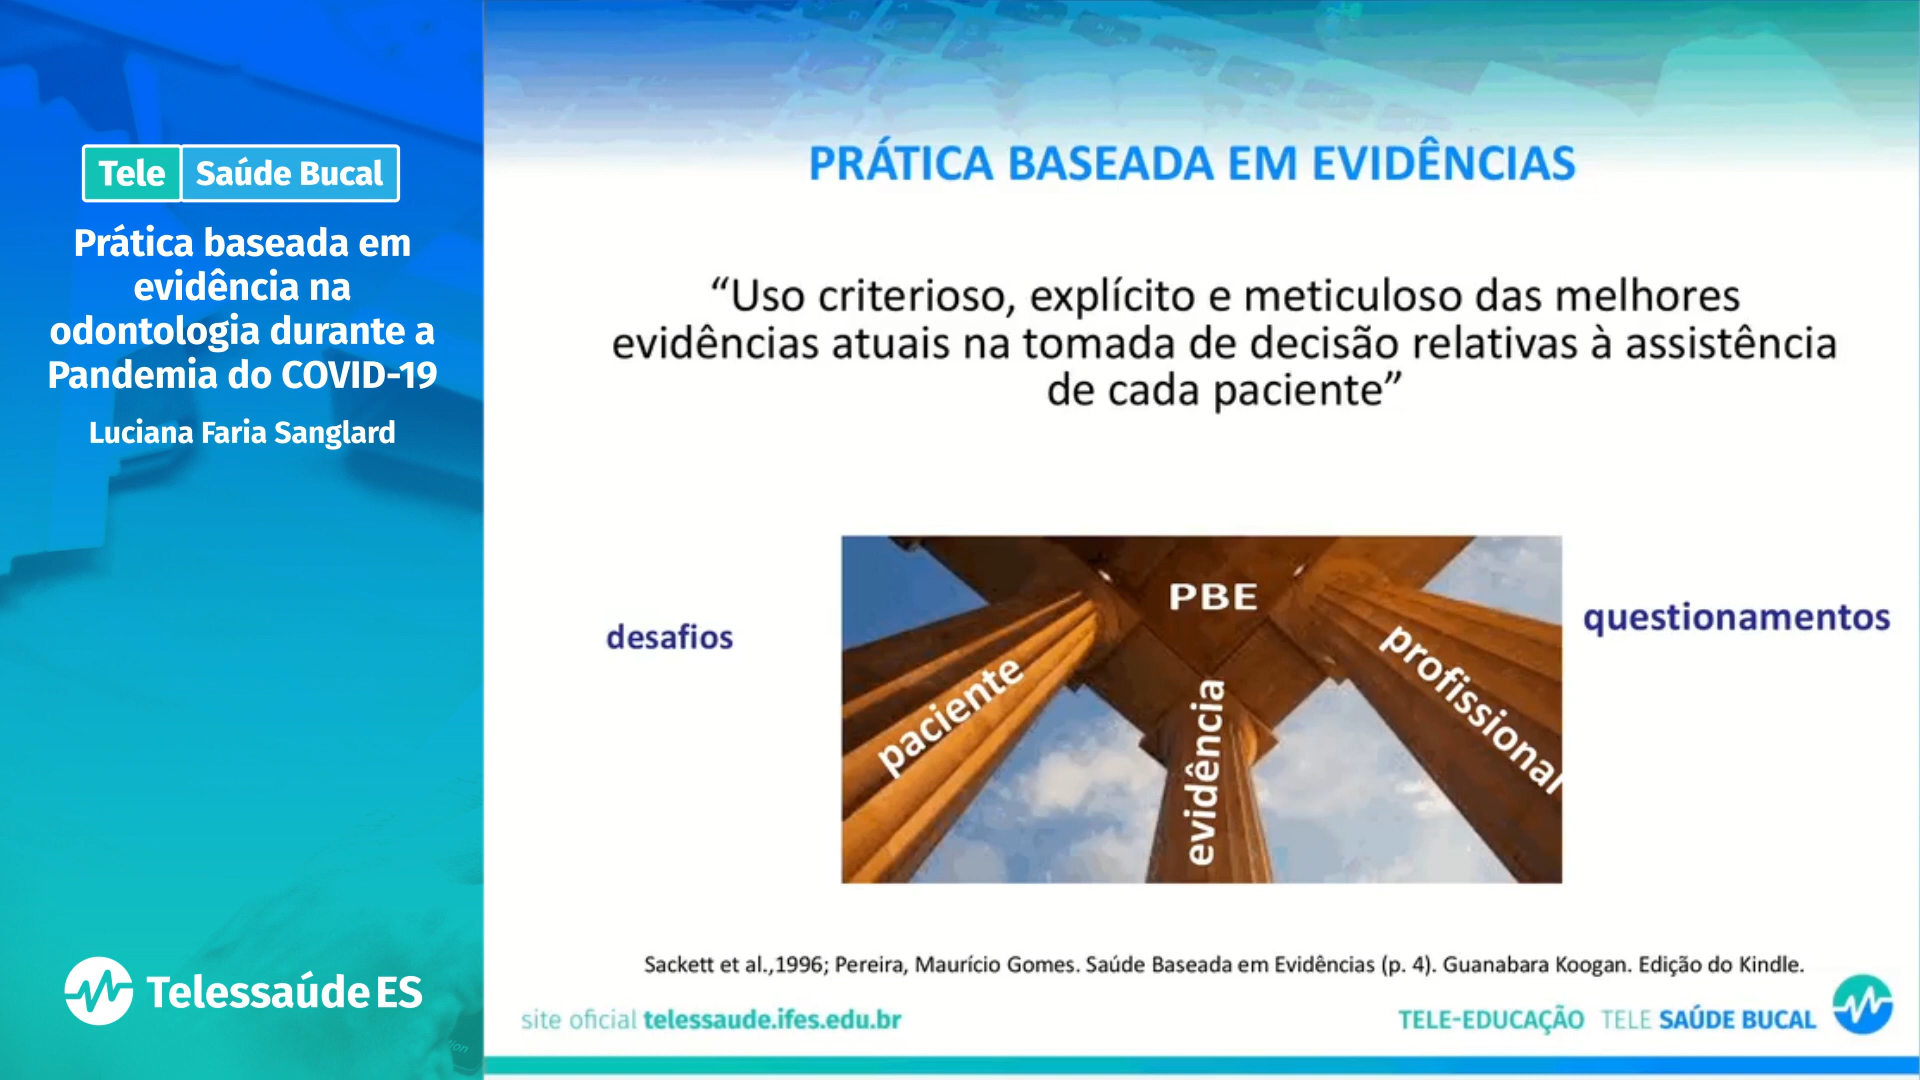 Tele Saúde Bucal
Prática baseada em
evidência na
odontologia durante a
Pandemia do COVID-19
Luciana Faria Sanglard
Telessaúde ES
PRÁTICA BASEADA EM EVIDÊNCIAS
“Uso criterioso, explícito e meticuloso das melhores
evidências atuais na tomada de decisão relativas à assistência
de cada paciente”
desafios
PBE
paciente
evidência
profissional
questionamentos
Sackett et al.,1996; Pereira, Maurício Gomes. Saúde Baseada em Evidências (p. 4). Guanabara Koogan. Edição do Kindle.
site oficial telessaude.ifes.edu.br
TELE-EDUCAÇÃO TELE SAÚDE BUCAL